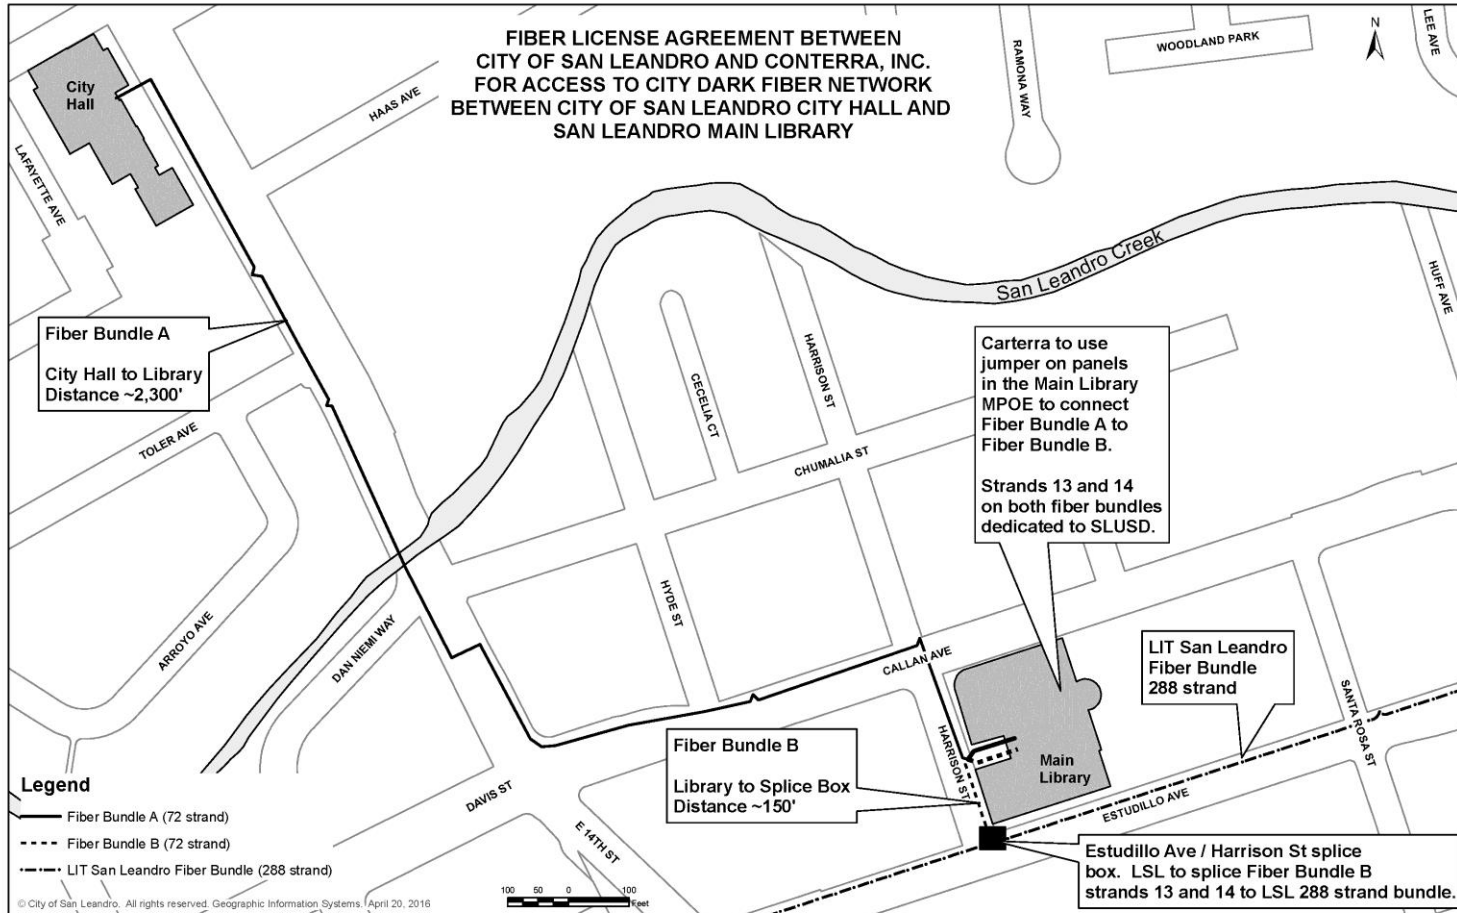 FIBER LICENSE AGREEMENT BETWEEN
CITY OF SAN LEANDRO AND CONTERRA, INC.
FOR ACCESS TO CITY DARK FIBER NETWORK
BETWEEN CITY OF SAN LEANDRO CITY HALL AND
SAN LEANDRO MAIN LIBRARY
City
Hall
HAAS AVE
LAFAYETTE AVE
RAMONA WAY
WOODLAND PARK
N
LEE AVE
San Leandro Creek
HUFF AVE
Fiber Bundle A
City Hall to Library
Distance ~2,300'
TOLER AVE
CECELIA CT
HARRISON ST
CHUMALIA ST
Carterra to use
jumper on panels
in the Main Library
MPOE to connect
Fiber Bundle A to
Fiber Bundle B.
Strands 13 and 14
on both fiber bundles
dedicated to SLUSD.
ARROYO AVE
DAN NIEMI WAY
HYDE ST
CALLAN AVE
LIT San Leandro
Fiber Bundle
288 strand
SANTA ROSA ST
HARRISON ST
Main
Library
Fiber Bundle B
Library to Splice Box
Distance ~150'
ESTUDILLO AVE
DAVIS ST
E 14TH ST
Estudillo Ave / Harrison St splice
box. LSL to splice Fiber Bundle B
strands 13 and 14 to LSL 288 strand bundle.
Legend
Fiber Bundle A (72 strand)
Fiber Bundle B (72 strand)
LIT San Leandro Fiber Bundle (288 strand)
100 50 0 100
Feet
© City of San Leandro. All rights reserved. Geographic Information Systems. April 20, 2016